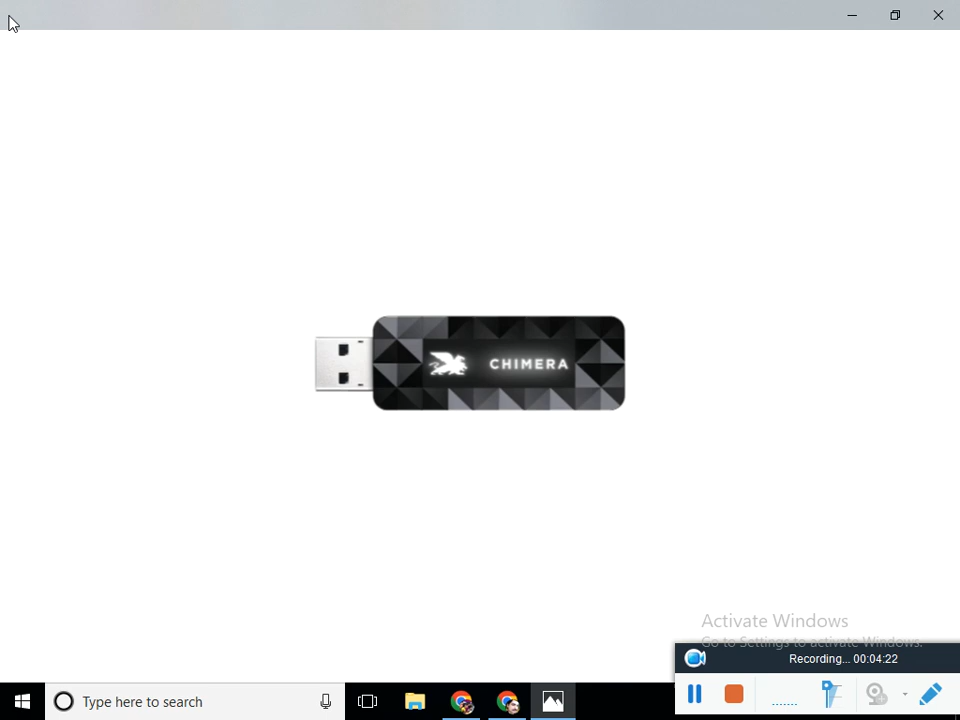 CHIMERA
Activate Windows
Go to Settings to activate Windows.
Recording... 00:04:22
Type here to search